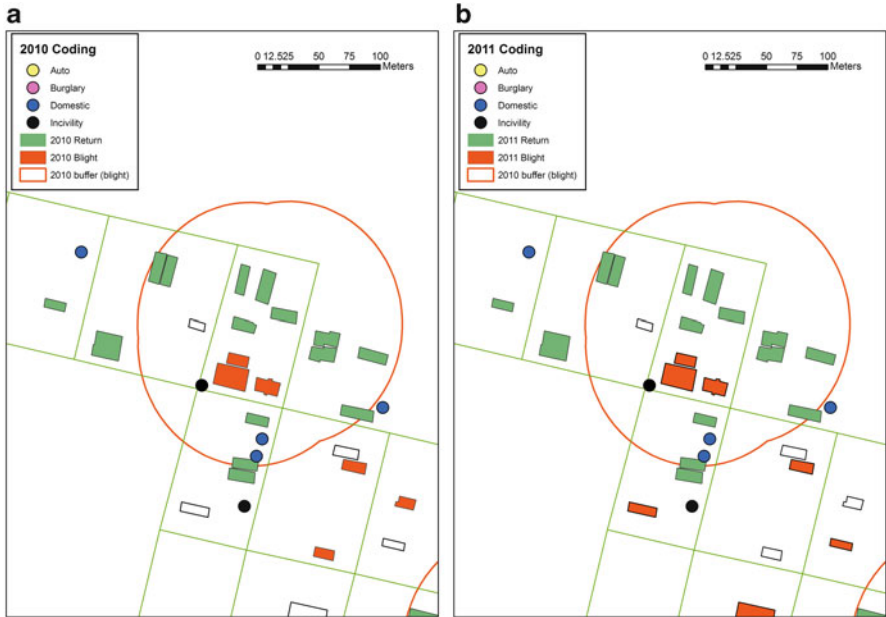 a
2010 Coding
Auto
Burglary
Domestic
Incivility
2010 Return
2010 Blight
2010 buffer (blight)
0 12.525 50 75 100
Meters
b
2011 Coding
Auto
Burglary
Domestic
Incivility
2011 Return
2011 Blight
2010 buffer (blight)
0 12.525 50 75 100
Meters